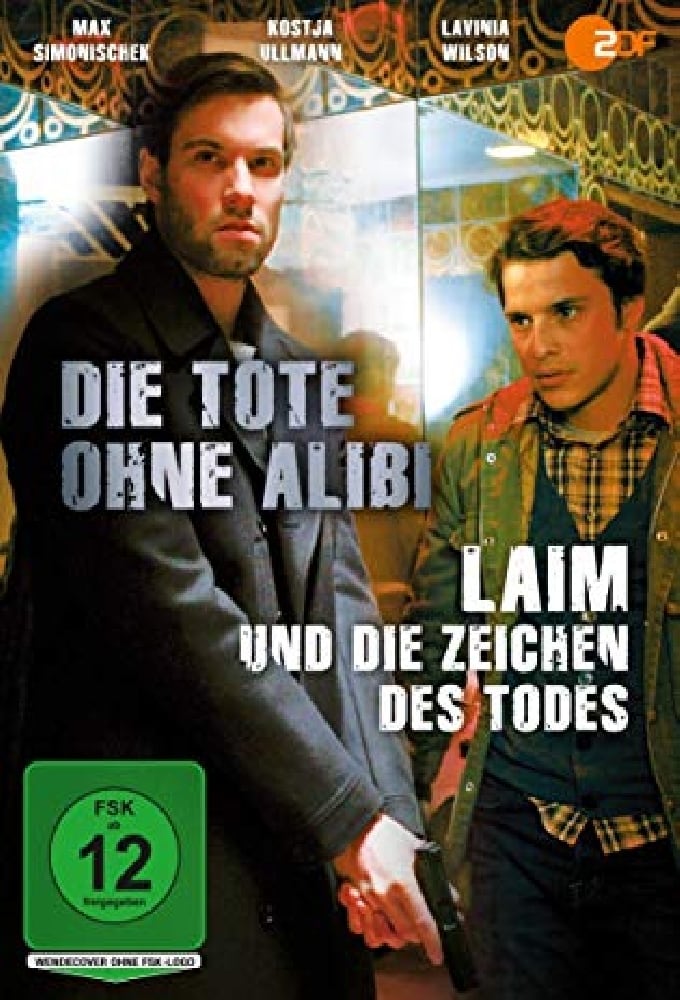 MAX
SIMONISCHEK
KOSTJA
ULLMANN
LAVINIA
WILSON
ZDF
DIE TOTE
OHNE ALIBI
LAIM
UND DIE ZEICHEN
DES TODES
FSK
ab
12
freigegeben
WENDECOVER OHNE FSK-LOGO